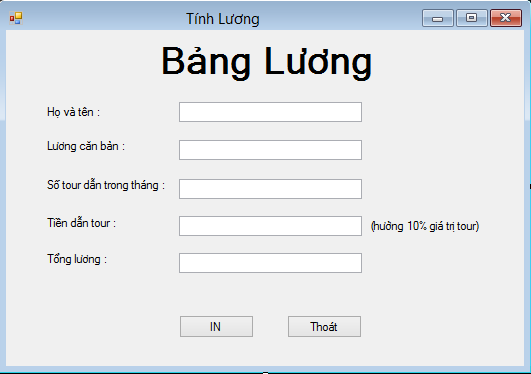 Tính Lương
Bảng Lương
Họ và tên :
Lương căn bản :
Số tour dẫn trong tháng :
Tiền dẫn tour : (hưởng 10% giá trị tour)
Tổng lương :
IN Thoát